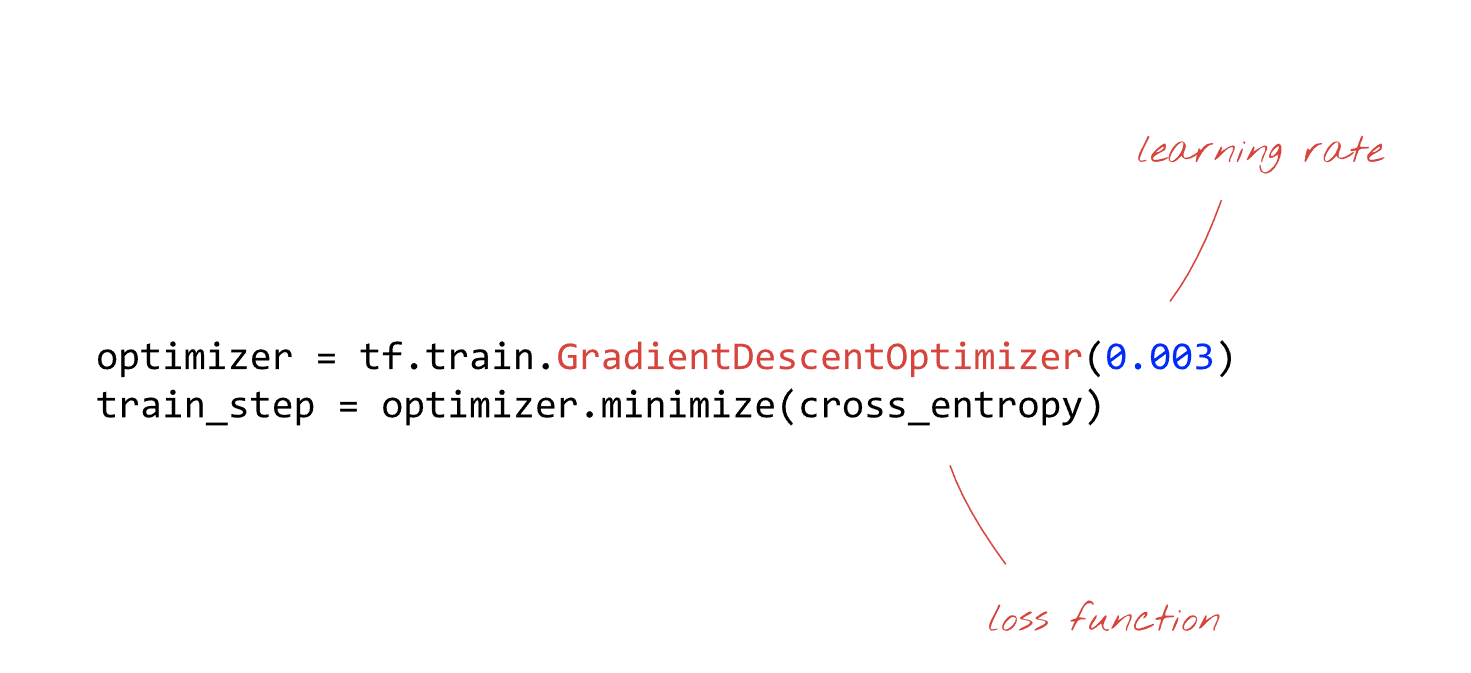 learning rate
optimizer = tf.train.GradientDescentOptimizer(0.003)
train_step = optimizer.minimize(cross_entropy)
loss function